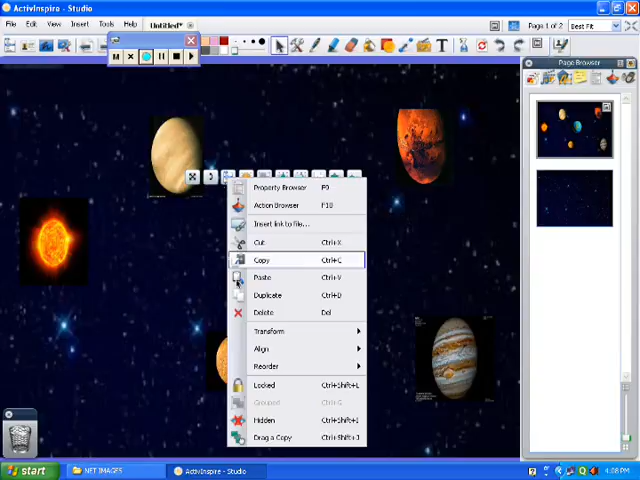 ActivInspire - Studio
File Edit View Insert Tools Help Untitled* Page 1 of 2 Best Fit
Page Browser
Property Browser F9
Action Browser F10
Insert link to file...
Cut Ctrl+X
Copy Ctrl+C
Paste Ctrl+V
Duplicate Ctrl+D
Delete Del
Transform
Align
Reorder
Locked Ctrl+Shift+L
Grouped Ctrl+G
Hidden Ctrl+Shift+I
Drag a Copy Ctrl+Shift+J
start NET IMAGES ActivInspire - Studio 4:08 PM